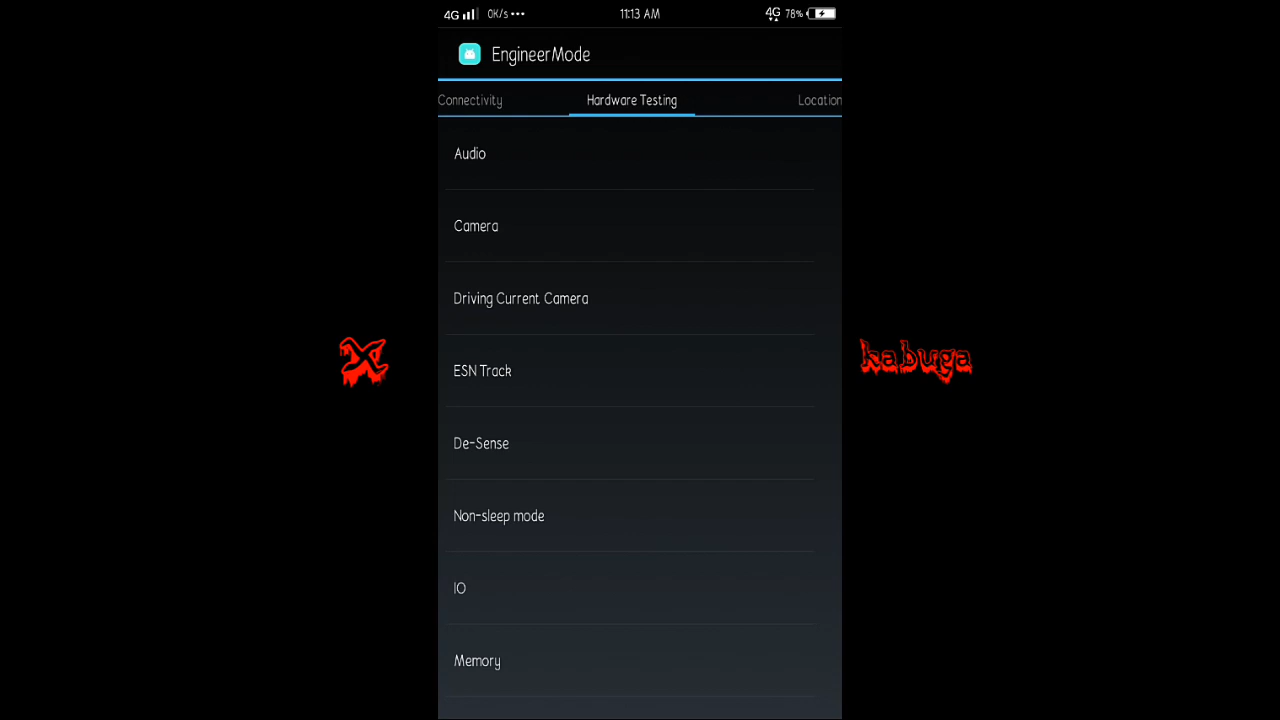 4G 0K/s ••• 11:13 AM 4G 78%
EngineerMode
Connectivity Hardware Testing Location
Audio
Camera
Driving Current Camera
X ESN Track kabuga
De-Sense
Non-sleep mode
IO
Memory